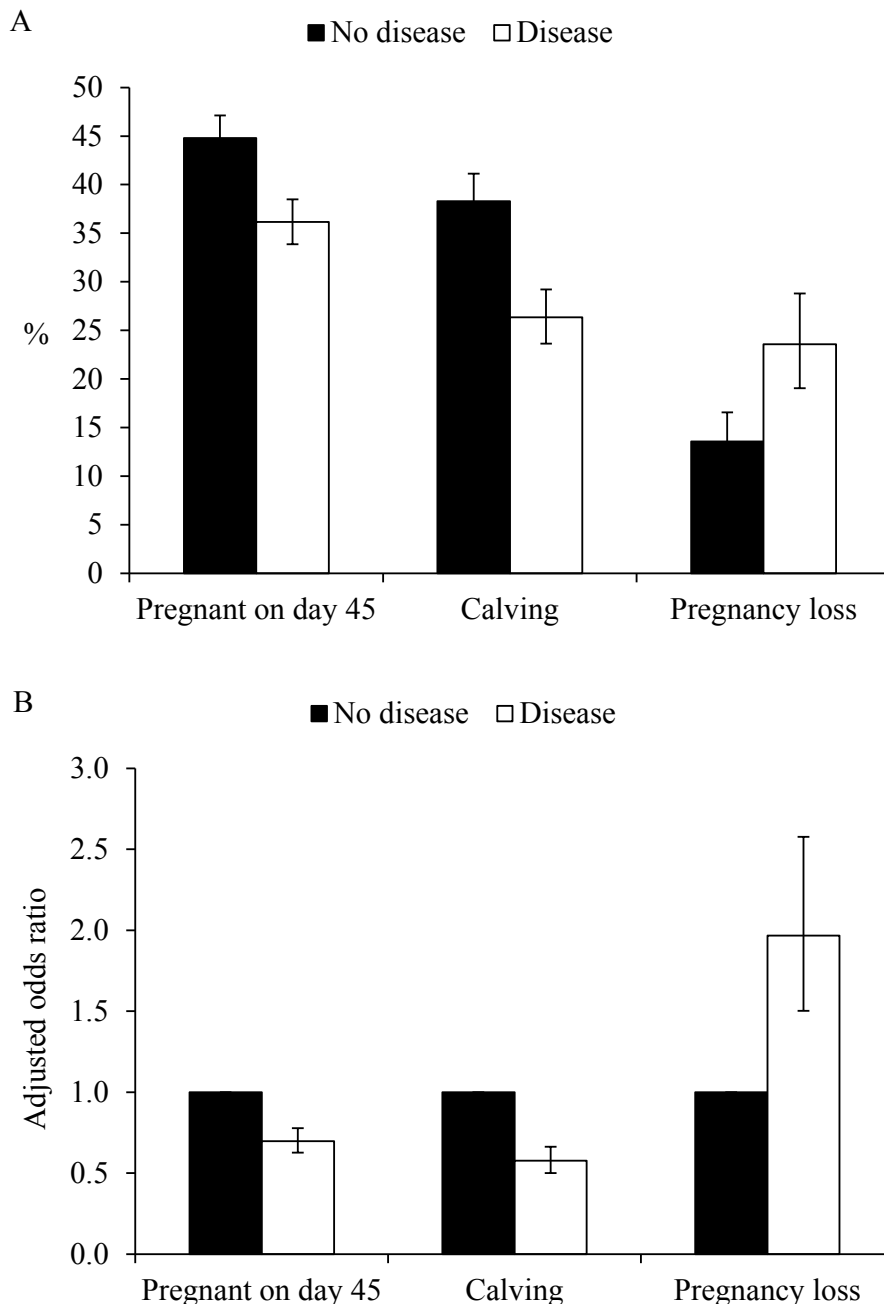 A
No disease Disease
50
45
40
35
30
25
20
15
10
5
0
%
Pregnant on day 45 Calving Pregnancy loss
B
No disease Disease
3.0
2.5
2.0
1.5
1.0
0.5
0.0
Adjusted odds ratio
Pregnant on day 45 Calving Pregnancy loss